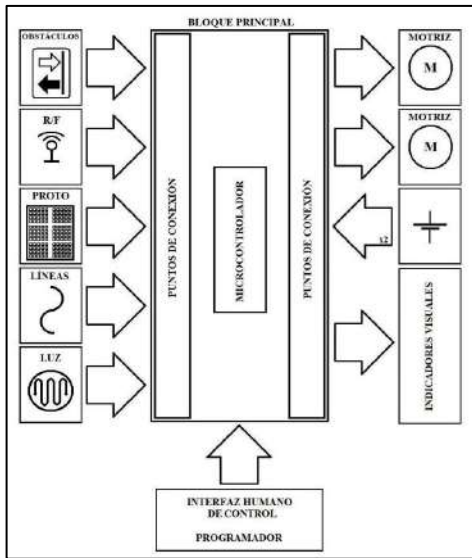 BLOQUE PRINCIPAL
OBSTÁCULOS
R/F
PROTO
LÍNEAS
LUZ
PUNTOS DE CONEXIÓN
MICROCONTROLADOR
PUNTOS DE CONEXIÓN
MOTRIZ
M
MOTRIZ
M
x2
INDICADORES VISUALES
INTERFAZ HUMANO
DE CONTROL
PROGRAMADOR